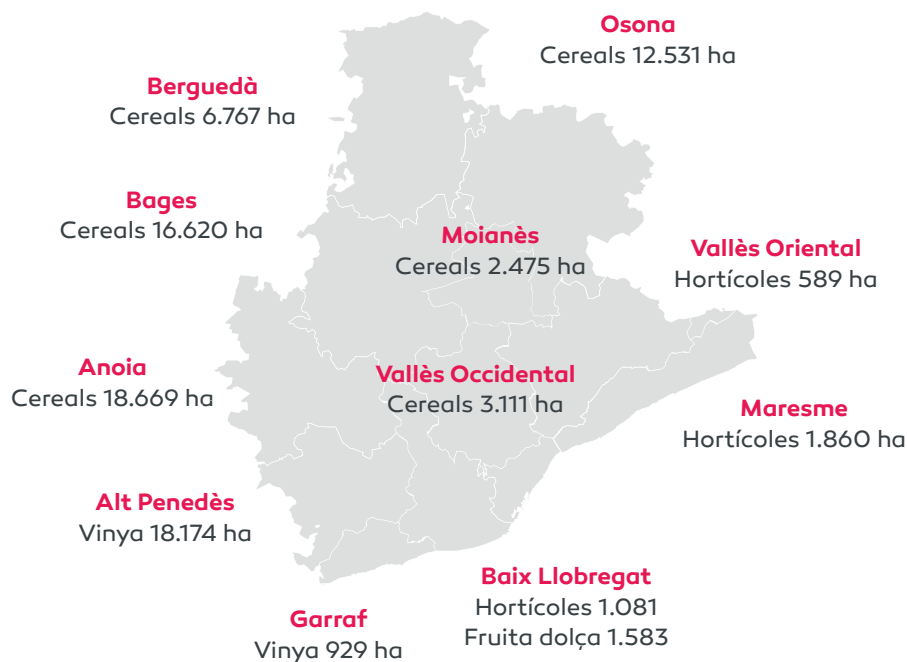 Osona
Cereals 12.531 ha
Berguedà
Cereals 6.767 ha
Bages
Cereals 16.620 ha
Moianès
Cereals 2.475 ha
Vallès Oriental
Hortícoles 589 ha
Anoia
Cereals 18.669 ha
Vallès Occidental
Cereals 3.111 ha
Maresme
Hortícoles 1.860 ha
Alt Penedès
Vinya 18.174 ha
Baix Llobregat
Hortícoles 1.081
Fruita dolça 1.583
Garraf
Vinya 929 ha